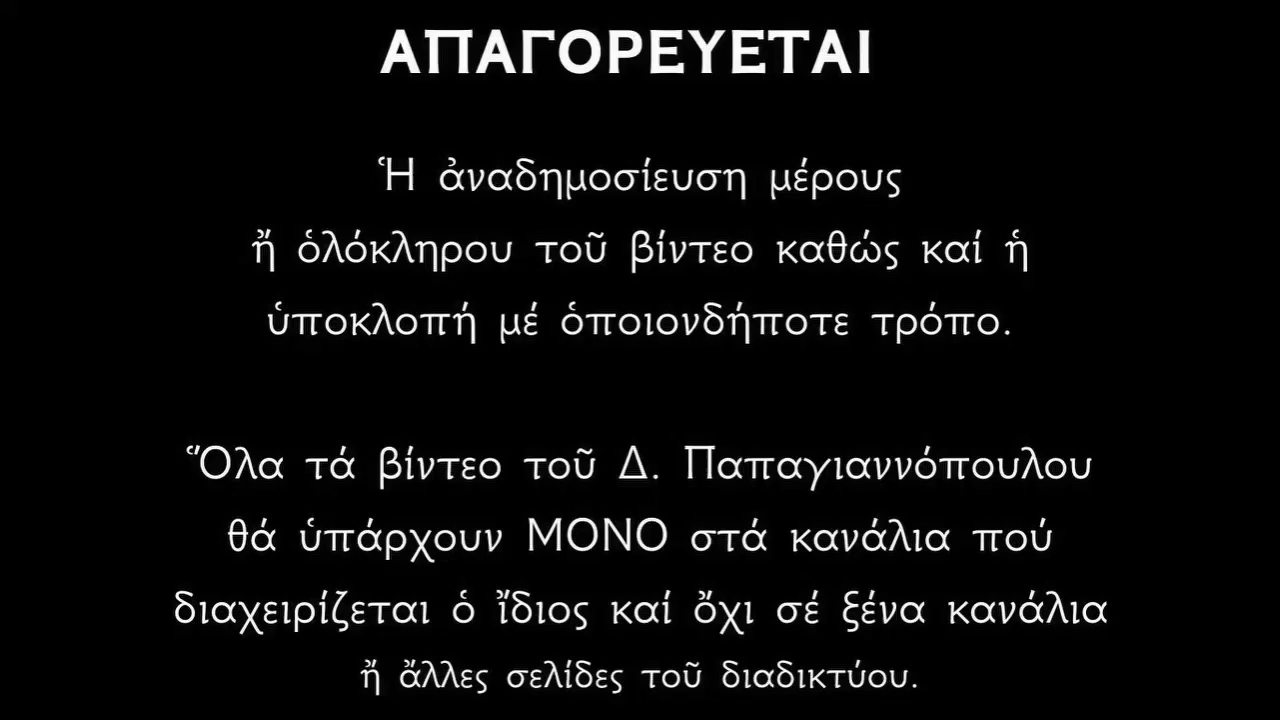 ΑΠΑΓΟΡΕΥΕΤΑΙ
Ἡ ἀναδημοσίευση μέρους
ἤ ὁλόκληρου τοῦ βίντεο καθώς καί ἡ
ὑποκλοπή μέ ὁποιονδήποτε τρόπο.
Ὅλα τά βίντεο τοῦ Δ. Παπαγιαννόπουλου
θά ὑπάρχουν ΜΟΝΟ στά κανάλια πού
διαχειρίζεται ὁ ἴδιος καί ὄχι σέ ξένα κανάλια
ἤ ἄλλες σελίδες τοῦ διαδικτύου.